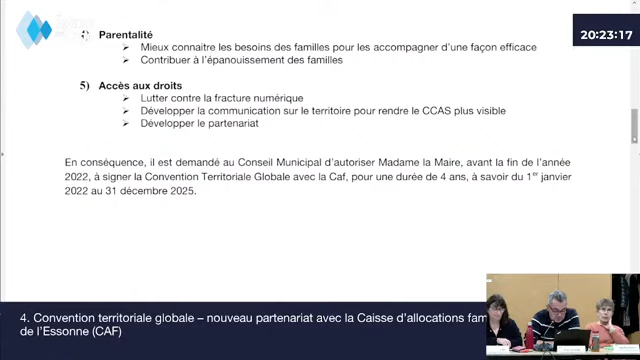 20:23:17
4) Parentalité
➢ Mieux connaitre les besoins des familles pour les accompagner d'une façon efficace
➢ Contribuer à l'épanouissement des familles
5) Accès aux droits
➢ Lutter contre la fracture numérique
➢ Développer la communication sur le territoire pour rendre le CCAS plus visible
➢ Développer le partenariat
En conséquence, il est demandé au Conseil Municipal d'autoriser Madame la Maire, avant la fin de l'année
2022, à signer la Convention Territoriale Globale avec la Caf, pour une durée de 4 ans, à savoir du 1er janvier
2022 au 31 décembre 2025.
4. Convention territoriale globale – nouveau partenariat avec la Caisse d'allocations fam
de l'Essonne (CAF)